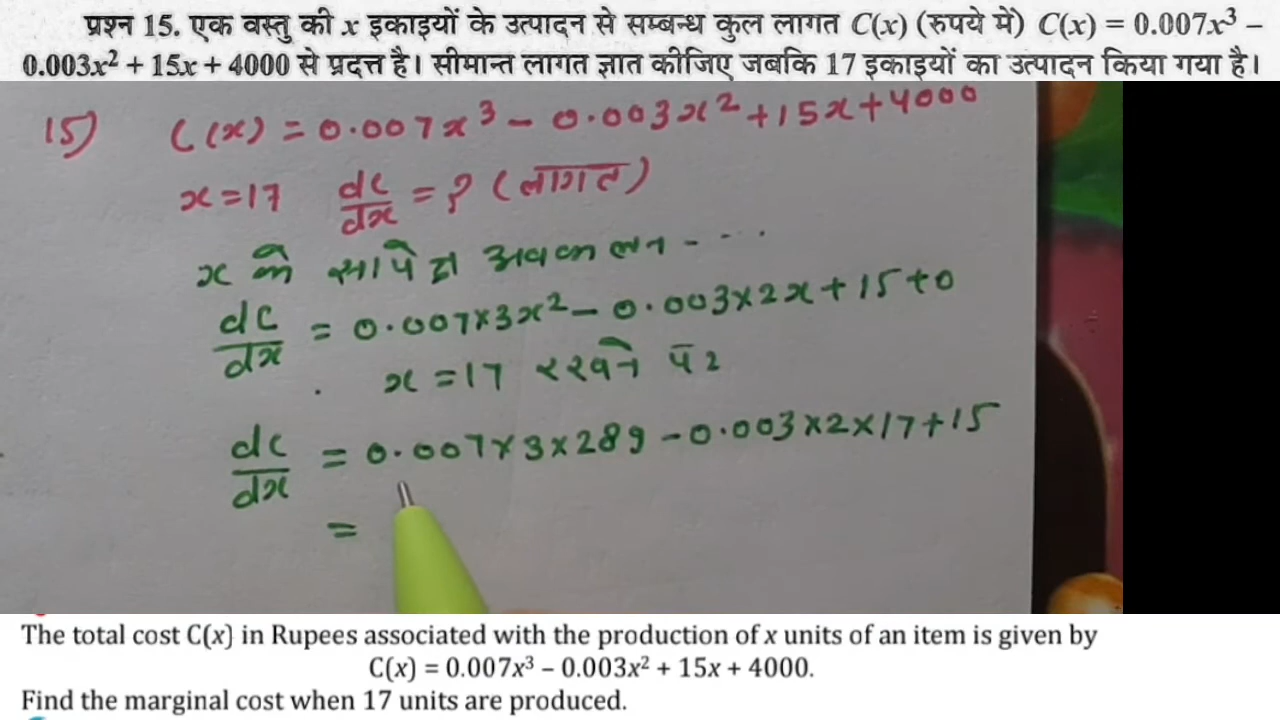 प्रश्न 15. एक वस्तु की x इकाइयों के उत्पादन से सम्बन्ध कुल लागत C(x) (रुपये में) C(x) = 0.007x³ –
0.003x² + 15x + 4000 से प्रदत्त है। सीमान्त लागत ज्ञात कीजिए जबकि 17 इकाइयों का उत्पादन किया गया है।
15) C(x) = 0.007x³ – 0.003x² + 15x + 4000
x = 17 dc/dx = ? (लागत)
x के सापेक्ष अवकलन - ...
dc/dx = 0.007×3x² – 0.003×2x + 15 + 0
x = 17 रखने पर
dc/dx = 0.007×3×289 – 0.003×2×17 + 15
=
The total cost C(x) in Rupees associated with the production of x units of an item is given by
C(x) = 0.007x³ – 0.003x² + 15x + 4000.
Find the marginal cost when 17 units are produced.